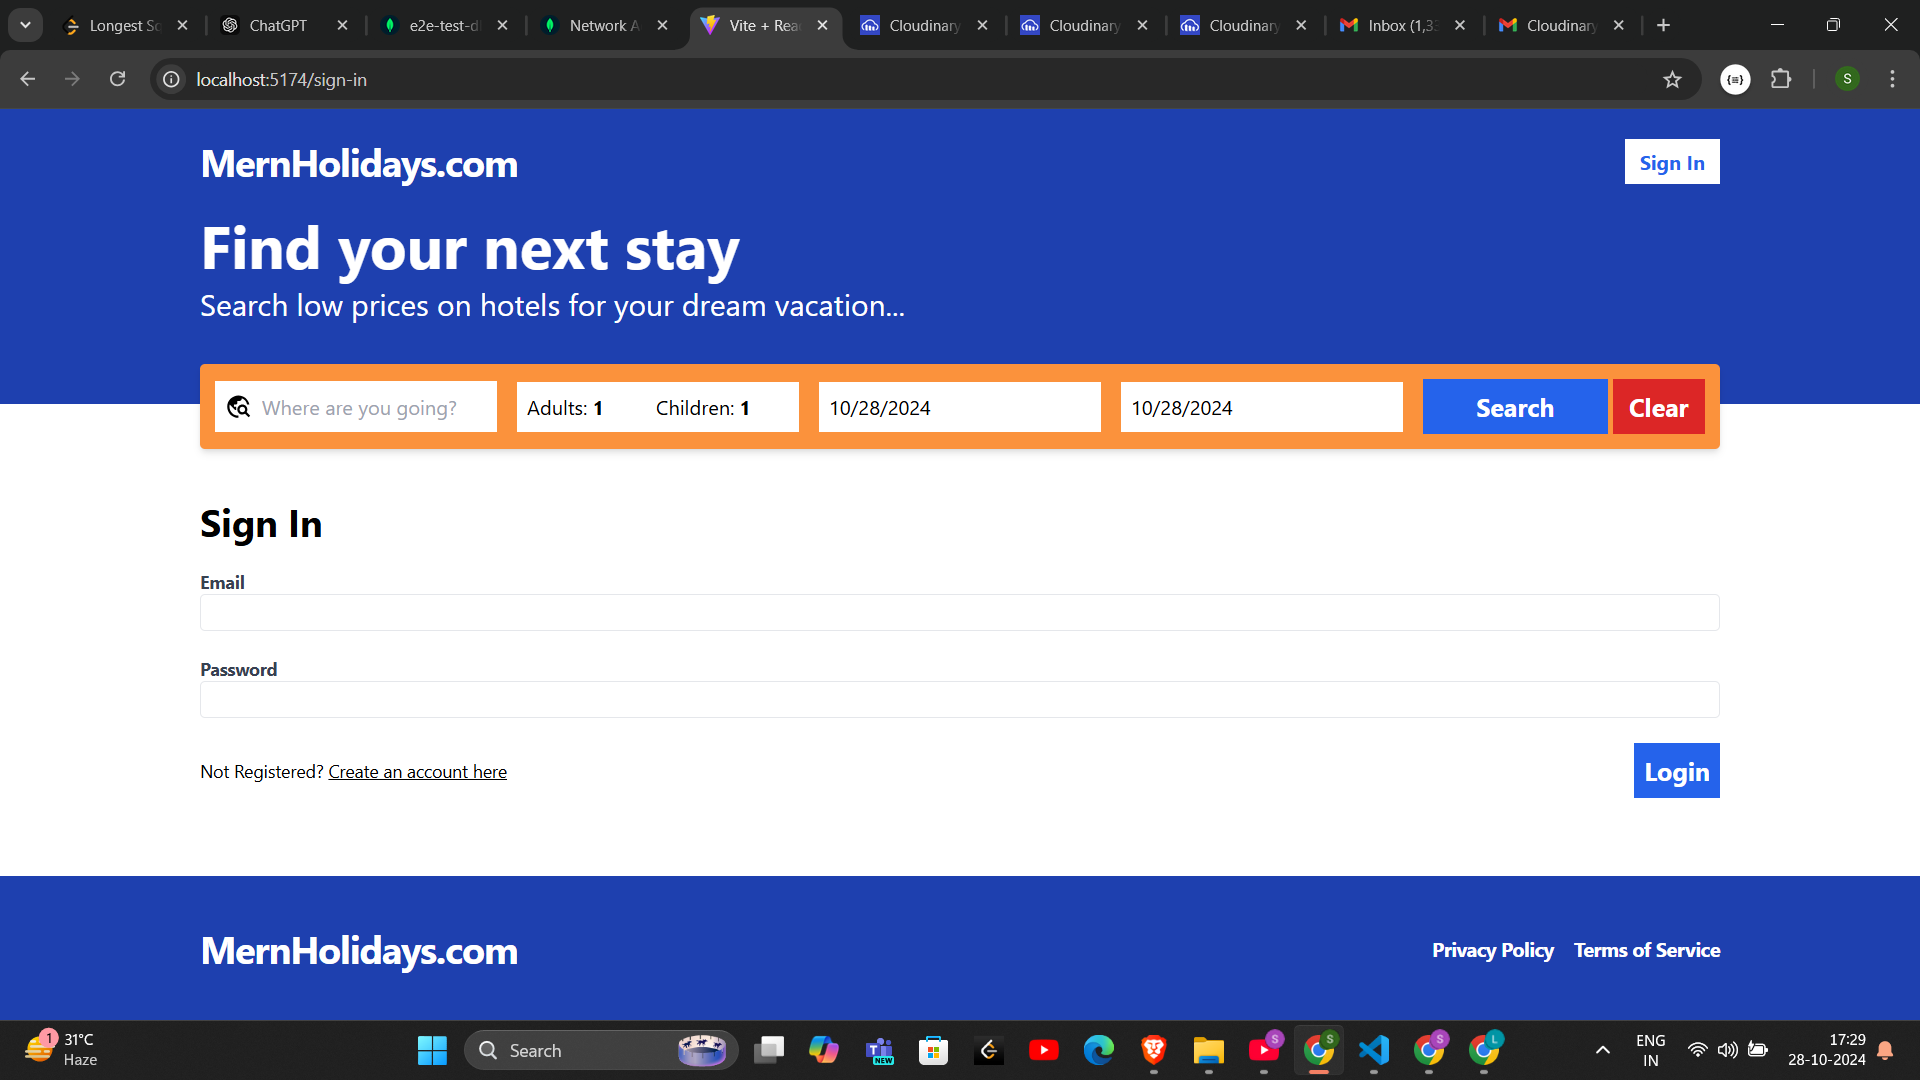 Longest Sq
ChatGPT
e2e-test-d
Network A
Vite + Rea
Cloudinary
Cloudinary
Cloudinary
Inbox (1,33
Cloudinary
localhost:5174/sign-in
S
MernHolidays.com
Sign In
Find your next stay
Search low prices on hotels for your dream vacation...
Where are you going?
Adults: 1 Children: 1
10/28/2024
10/28/2024
Search
Clear
Sign In
Email
Password
Not Registered? Create an account here
Login
MernHolidays.com
Privacy Policy
Terms of Service
1
31°C
Haze
Search
NEW
S
S
S
L
ENG
IN
17:29
28-10-2024